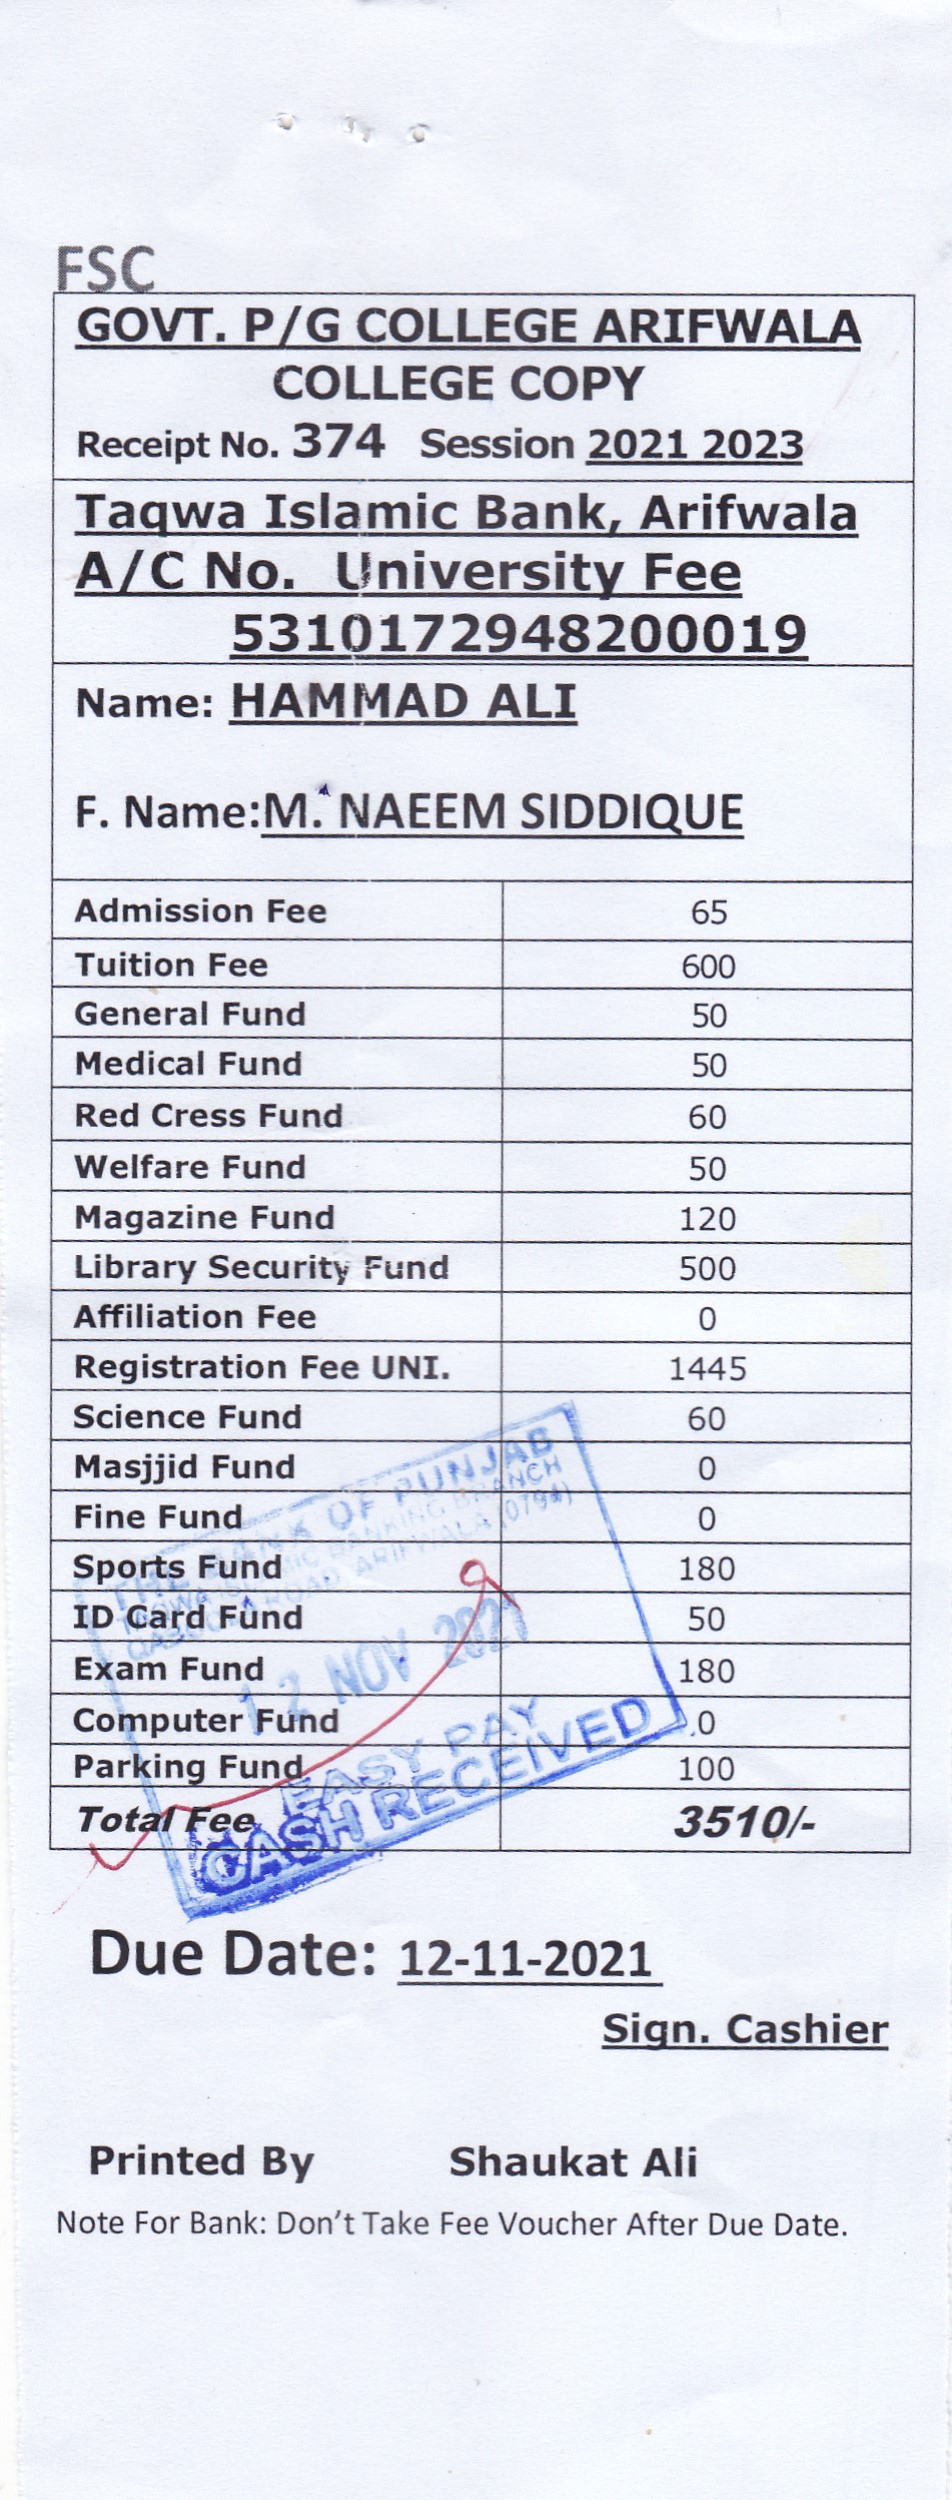 FSC
GOVT. P/G COLLEGE ARIFWALA
COLLEGE COPY
Receipt No. 374 Session 2021 2023
Taqwa Islamic Bank, Arifwala
A/C No. University Fee
5310172948200019
Name: HAMMAD ALI
F. Name:M. NAEEM SIDDIQUE
Admission Fee 65
Tuition Fee 600
General Fund 50
Medical Fund 50
Red Cress Fund 60
Welfare Fund 50
Magazine Fund 120
Library Security Fund 500
Affiliation Fee 0
Registration Fee UNI. 1445
Science Fund 60
Masjjid Fund 0
Fine Fund 0
Sports Fund 180
ID Card Fund 50
Exam Fund 180
Computer Fund 0
Parking Fund 100
Total Fee 3510/-
THE BANK OF PUNJAB
TAQWA ISLAMIC BANKING BRANCH
ROAD ARIFWALA (0794)
12 NOV 2021
EASY PAY
CASH RECEIVED
Due Date: 12-11-2021
Sign. Cashier
Printed By Shaukat Ali
Note For Bank: Don't Take Fee Voucher After Due Date.